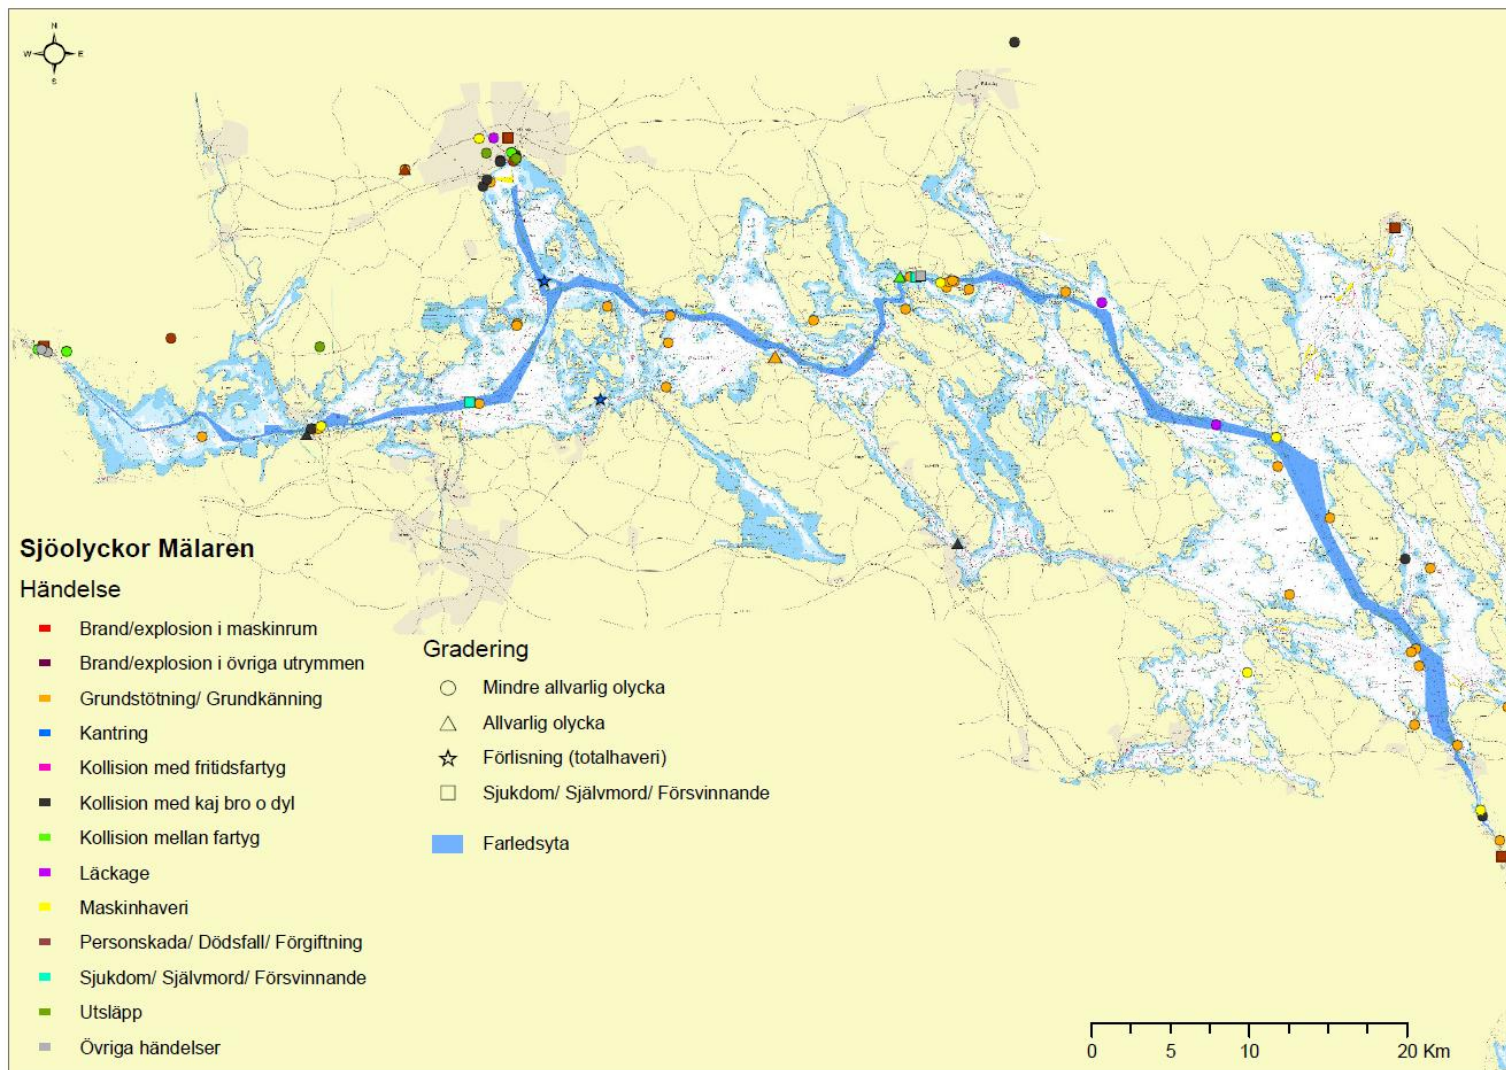 N
W E
S
Sjöolyckor Mälaren
Händelse
Brand/explosion i maskinrum
Brand/explosion i övriga utrymmen
Grundstötning/ Grundkänning
Kantring
Kollision med fritidsfartyg
Kollision med kaj bro o dyl
Kollision mellan fartyg
Läckage
Maskinhaveri
Personskada/ Dödsfall/ Förgiftning
Sjukdom/ Självmord/ Försvinnande
Utsläpp
Övriga händelser
Gradering
Mindre allvarlig olycka
Allvarlig olycka
Förlisning (totalhaveri)
Sjukdom/ Självmord/ Försvinnande
Farledsyta
0 5 10 20 Km